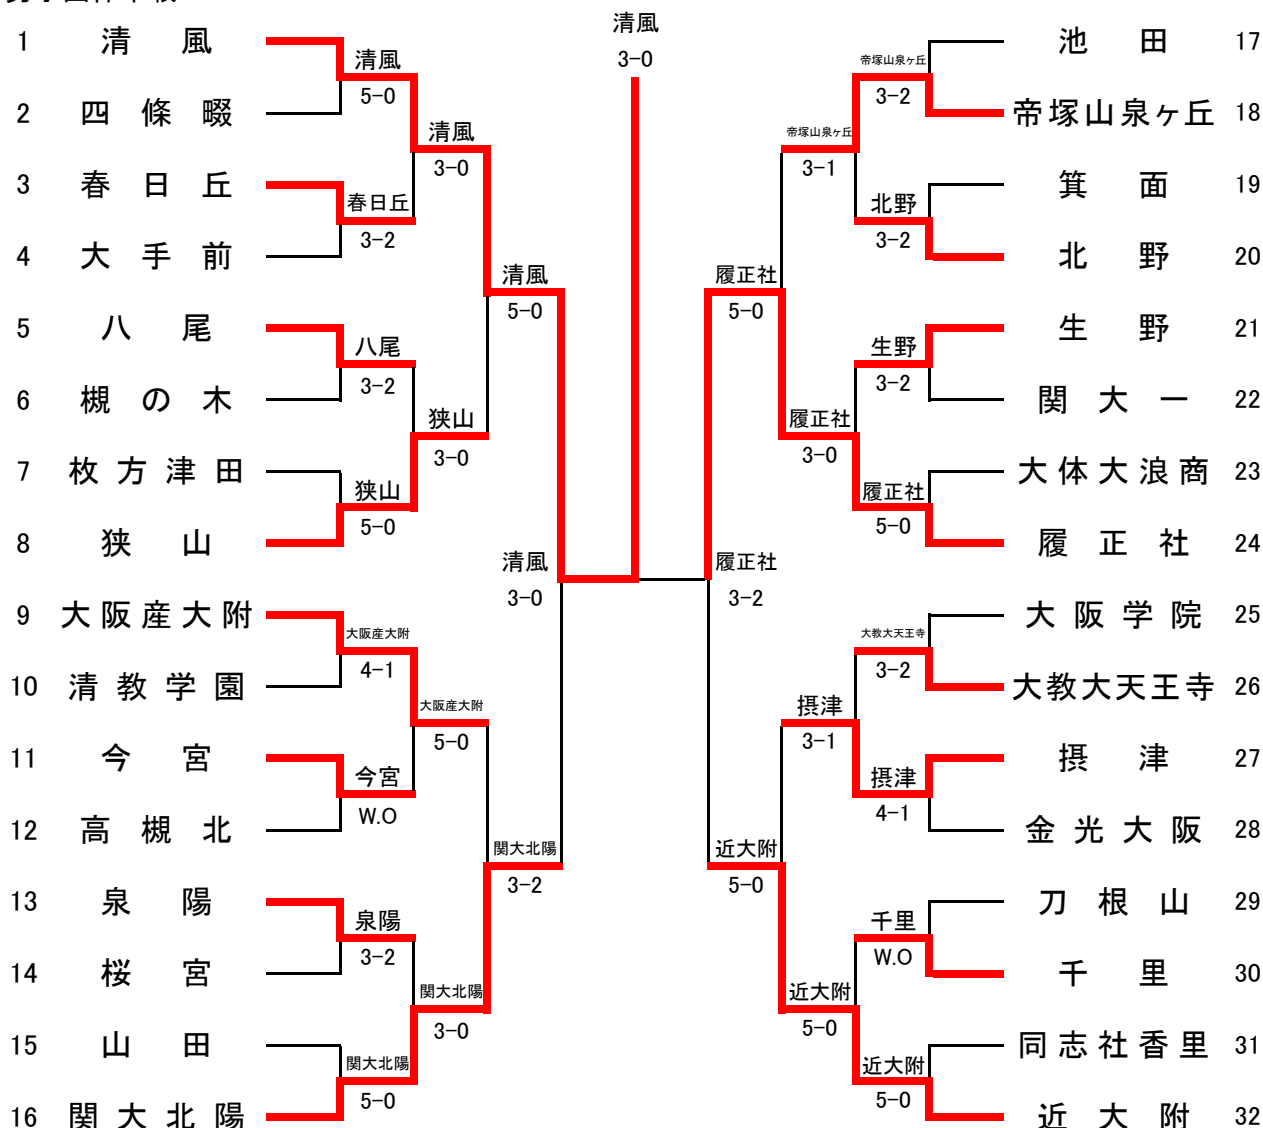 清風
3-0
1 清風
2 四條畷
3 春日丘
4 大手前
5 八尾
6 槻の木
7 枚方津田
8 狭山
9 大阪産大附
10 清教学園
11 今宮
12 高槻北
13 泉陽
14 桜宮
15 山田
16 関大北陽
清風
5-0
春日丘
3-2
八尾
3-2
狭山
5-0
大阪産大附
4-1
今宮
W.O
泉陽
3-2
関大北陽
5-0
清風
3-0
狭山
3-0
大阪産大附
5-0
関大北陽
3-0
清風
5-0
関大北陽
3-2
清風
3-0
履正社
3-2
履正社
5-0
近大附
5-0
帝塚山泉ヶ丘
3-1
履正社
3-0
摂津
3-1
近大附
5-0
帝塚山泉ヶ丘
3-2
北野
3-2
生野
3-2
履正社
5-0
大教大天王寺
3-2
摂津
4-1
千里
W.O
近大附
5-0
池田 17
帝塚山泉ヶ丘 18
箕面 19
北野 20
生野 21
関大一 22
大体大浪商 23
履正社 24
大阪学院 25
大教大天王寺 26
摂津 27
金光大阪 28
刀根山 29
千里 30
同志社香里 31
近大附 32